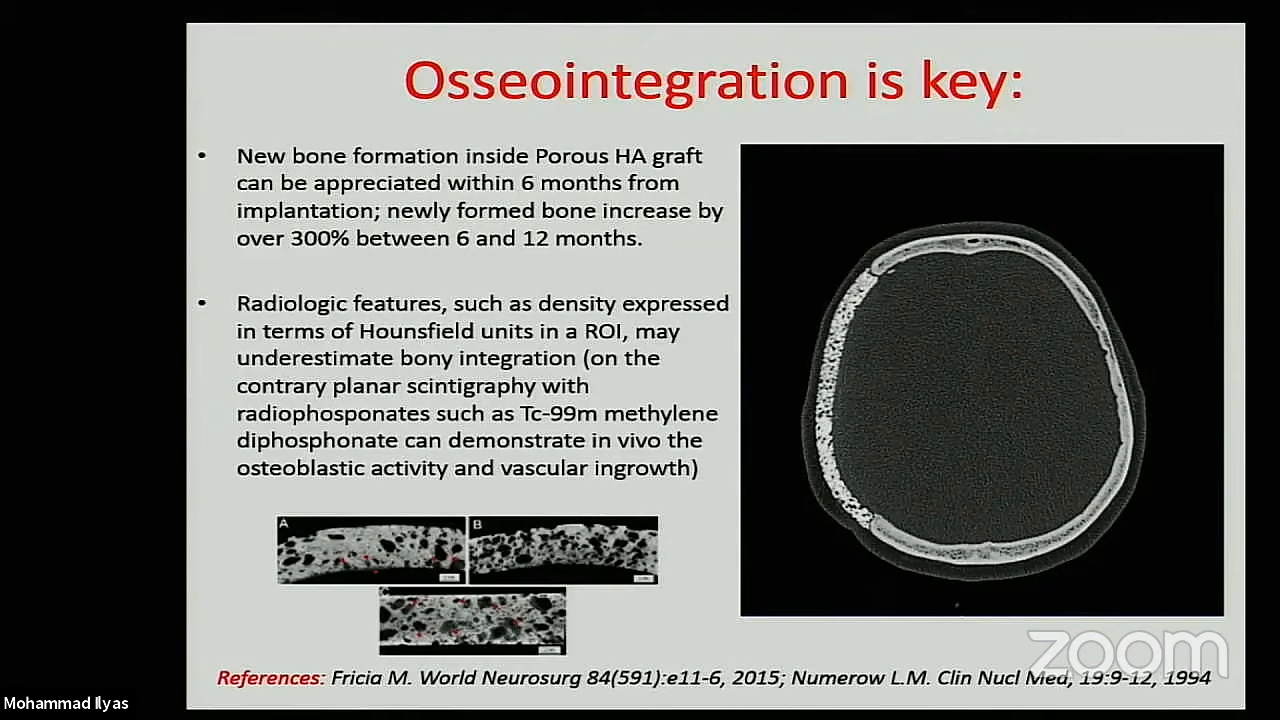 Osseointegration is key:
• New bone formation inside Porous HA graft
can be appreciated within 6 months from
implantation; newly formed bone increase by
over 300% between 6 and 12 months.
• Radiologic features, such as density expressed
in terms of Hounsfield units in a ROI, may
underestimate bony integration (on the
contrary planar scintigraphy with
radiophosponates such as Tc-99m methylene
diphosphonate can demonstrate in vivo the
osteoblastic activity and vascular ingrowth)
A
B
C
zoom
References: Fricia M. World Neurosurg 84(591):e11-6, 2015; Numerow L.M. Clin Nucl Med, 19:9-12, 1994
Mohammad Ilyas